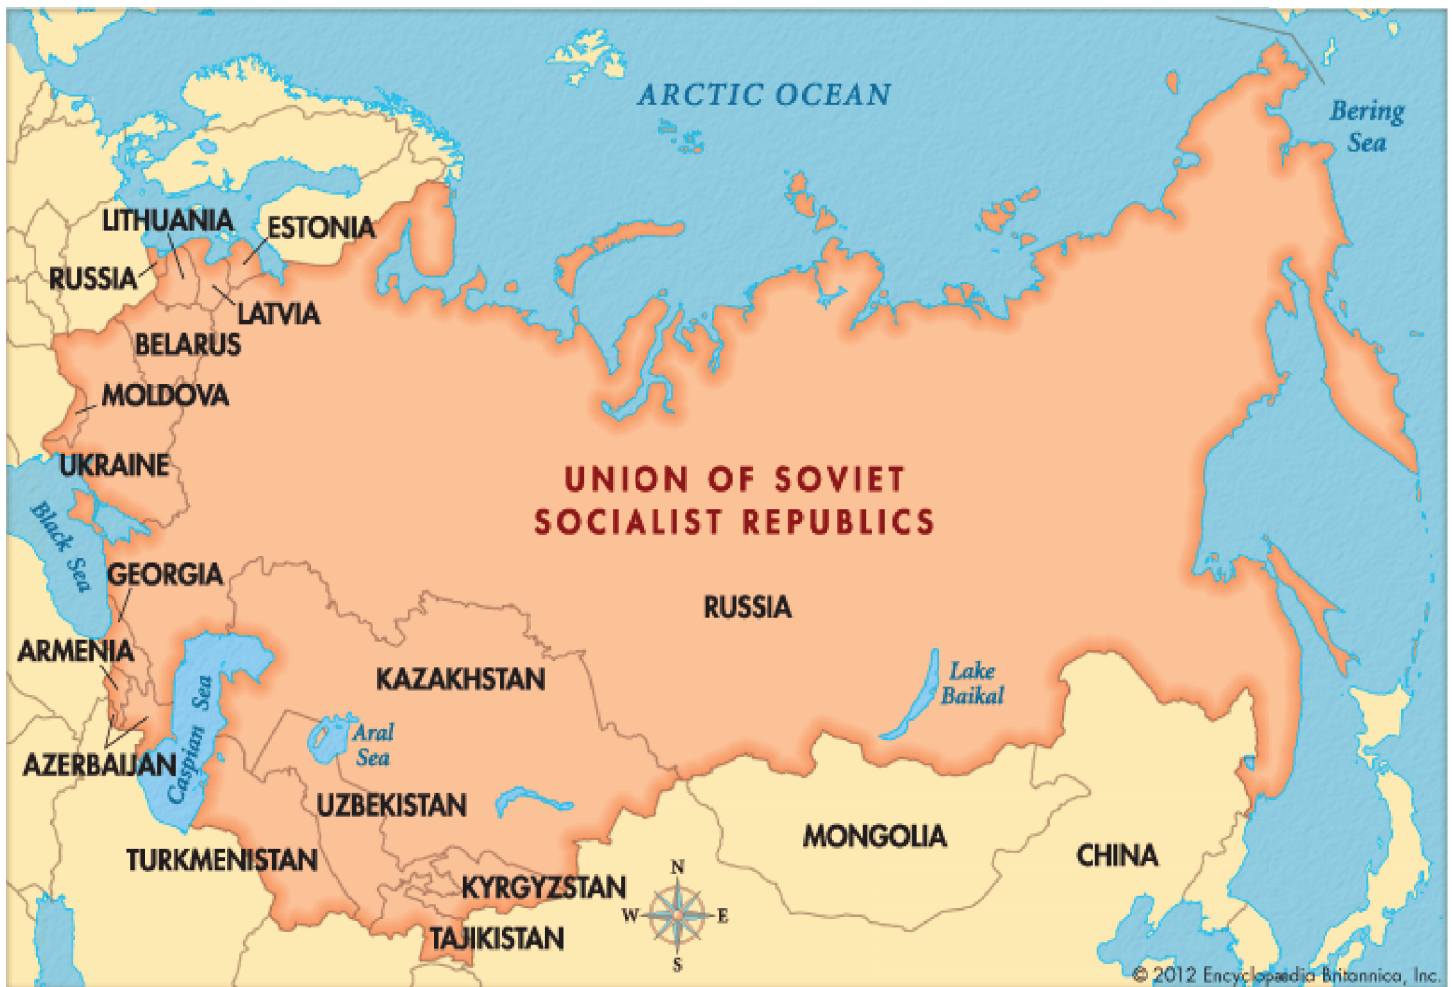 ARCTIC OCEAN
Bering
Sea
LITHUANIA
ESTONIA
RUSSIA
LATVIA
BELARUS
MOLDOVA
UKRAINE
UNION OF SOVIET
SOCIALIST REPUBLICS
Black Sea
GEORGIA
RUSSIA
ARMENIA
KAZAKHSTAN
Lake
Baikal
Caspian Sea
Aral
Sea
AZERBAIJAN
UZBEKISTAN
MONGOLIA
CHINA
TURKMENISTAN
KYRGYZSTAN
TAJIKISTAN
N
W
E
S
© 2012 Encyclopædia Britannica, Inc.